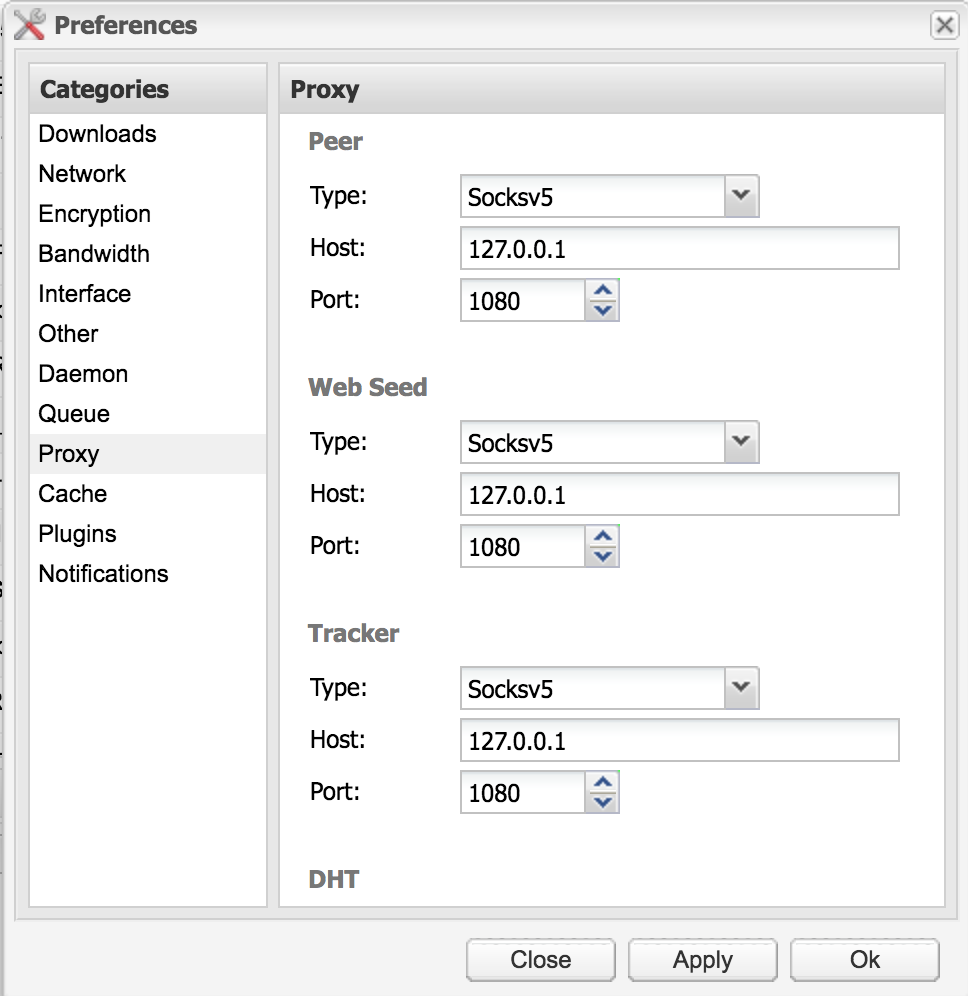 Preferences
Categories
Downloads
Network
Encryption
Bandwidth
Interface
Other
Daemon
Queue
Proxy
Cache
Plugins
Notifications
Proxy
Peer
Type: Socksv5
Host: 127.0.0.1
Port: 1080
Web Seed
Type: Socksv5
Host: 127.0.0.1
Port: 1080
Tracker
Type: Socksv5
Host: 127.0.0.1
Port: 1080
DHT
Close Apply Ok